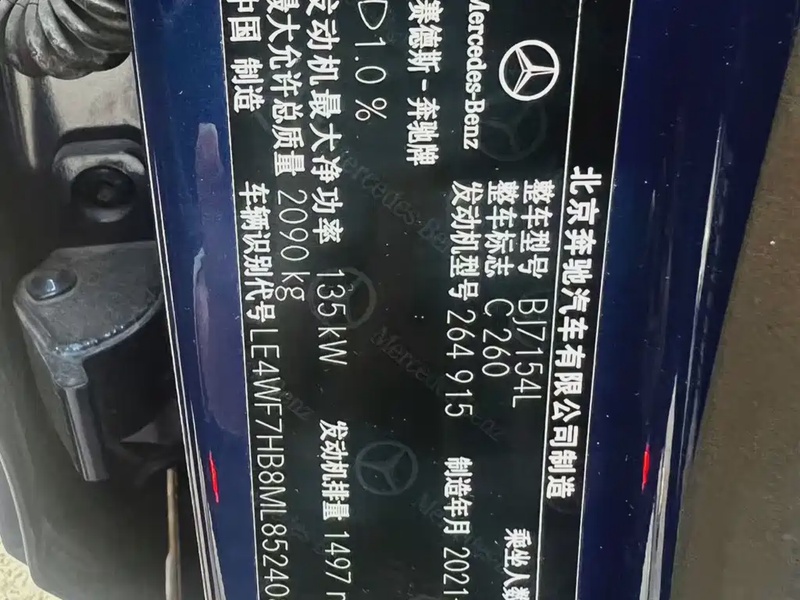 北京奔驰汽车有限公司制造
Mercedes-Benz
赛德斯-奔驰牌
整车型号 BJ7154L
乘坐人数
整车标志 C 260
发动机型号 264 915
制造年月 2021
1.0 %
发动机最大净功率 135 kW
发动机排量 1497
最大允许总质量 2090 kg
车辆识别代号 LE4WF7HB8ML85240
中国 制造